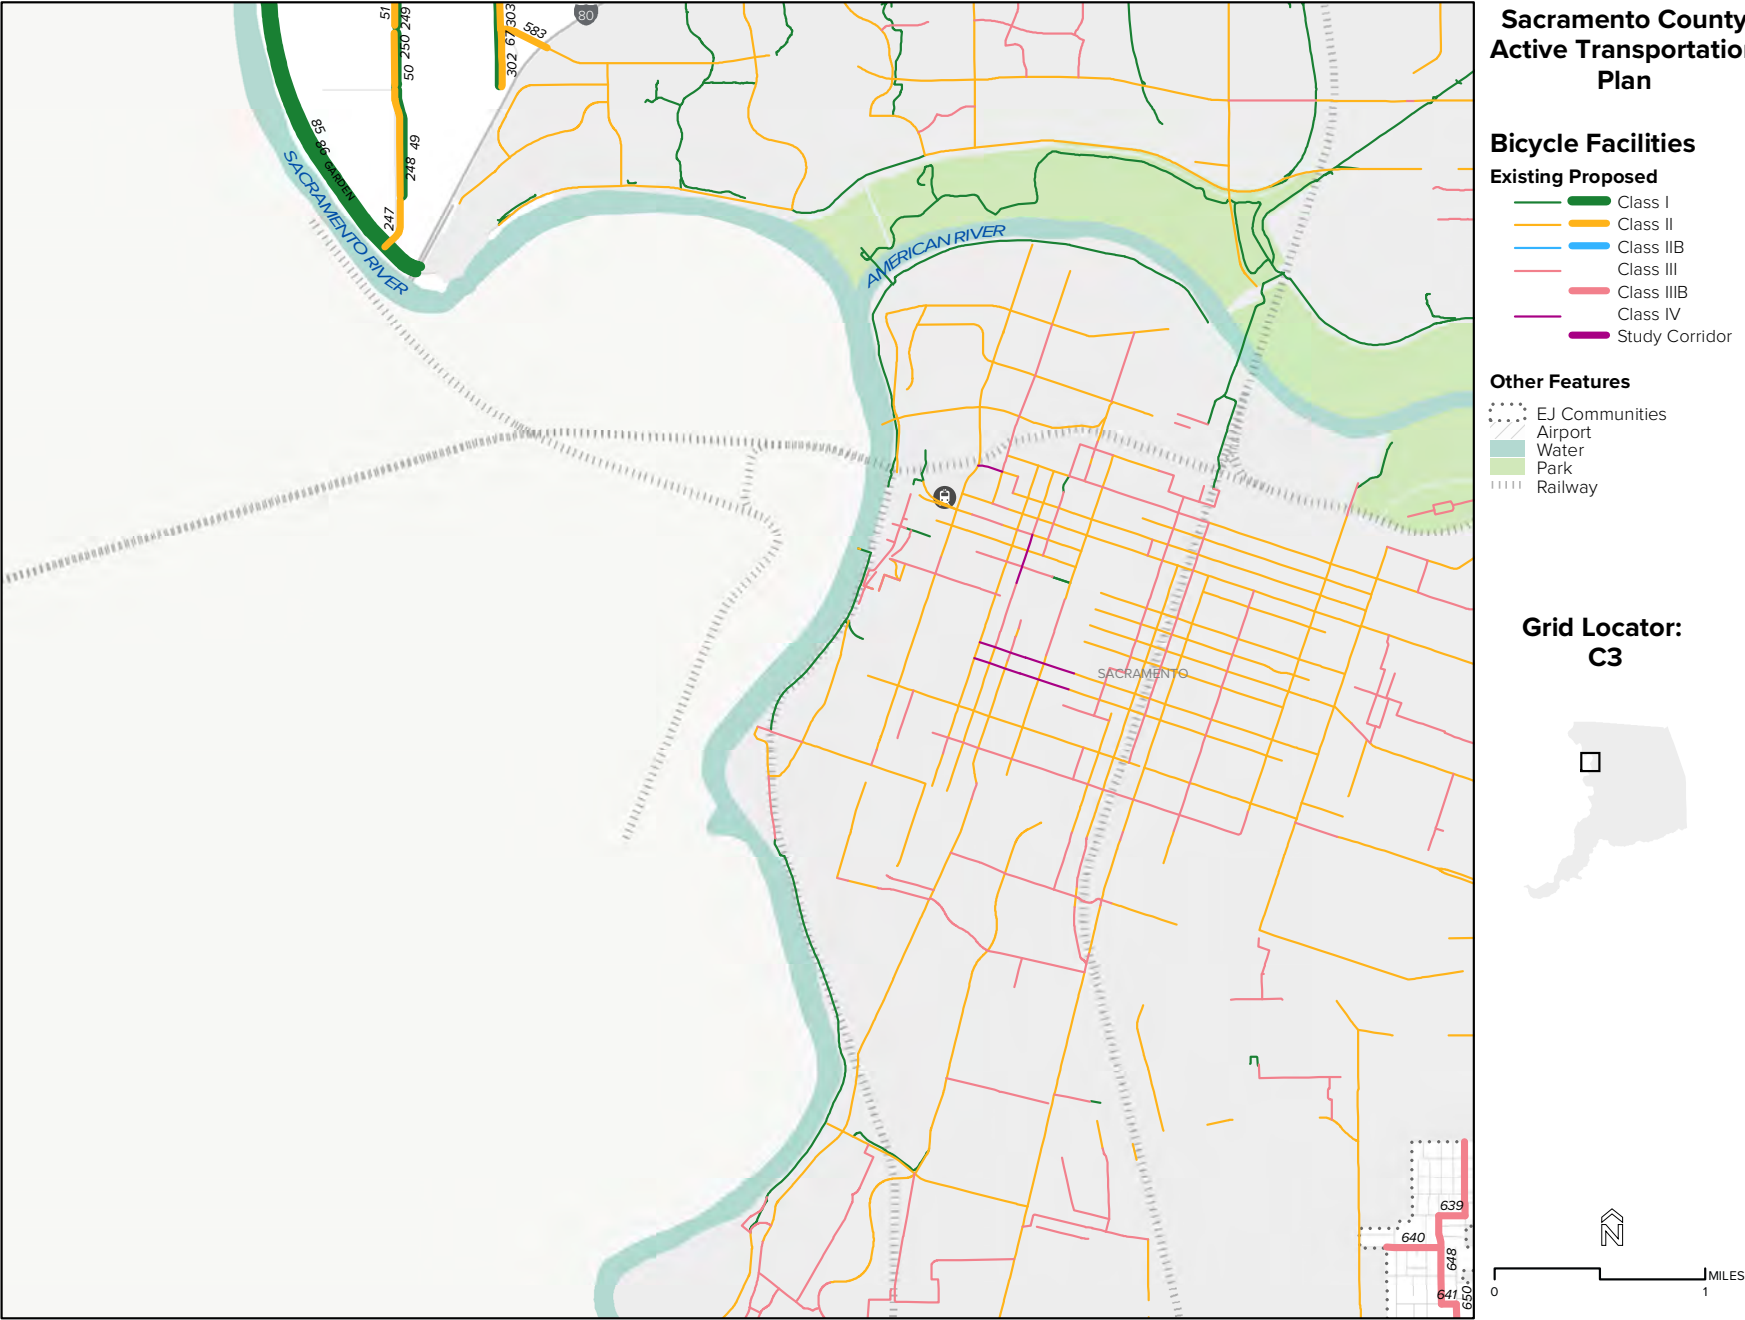 Sacramento County
Active Transportation
Plan
Bicycle Facilities
Existing Proposed
Class I
Class II
Class IIB
Class III
Class IIIB
Class IV
Study Corridor
Other Features
EJ Communities
Airport
Water
Park
Railway
Grid Locator:
C3
N
MILES
0 1
51
249
250
50
49
248
247
303
67
302
583
80
85 86 GARDEN
SACRAMENTO RIVER
AMERICAN RIVER
SACRAMENTO
639
640
648
641
650